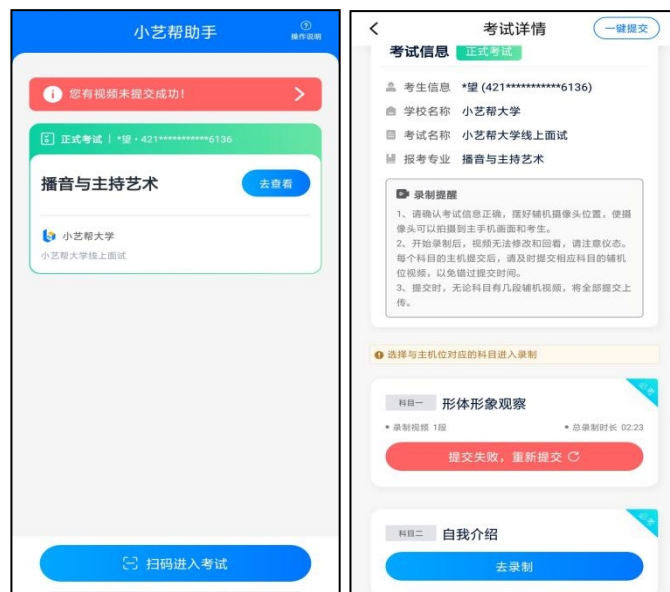 小艺帮助手
操作说明
您有视频未提交成功!
正式考试 | *望·421***********6136
播音与主持艺术
去查看
小艺帮大学
小艺帮大学线上面试
扫码进入考试
考试详情
一键提交
考试信息 正式考试
考生信息 *望 (421***********6136)
学校名称 小艺帮大学
考试名称 小艺帮大学线上面试
报考专业 播音与主持艺术
录制提醒
1、请确认考试信息正确，摆好辅机摄像头位置，使摄
像头可以拍摄到主手机画面和考生。
2、开始录制后，视频无法修改和回看，请注意仪态。
每个科目的主机提交后，请及时提交相应科目的辅机
位视频，以免错过提交时间。
3、提交时，无论科目有几段辅机视频，将全部提交上
传。
选择与主机位对应的科目进入录制
必考
科目一 形体形象观察
• 录制视频 1段 • 总录制时长 02:23
提交失败，重新提交
必考
科目二 自我介绍
去录制